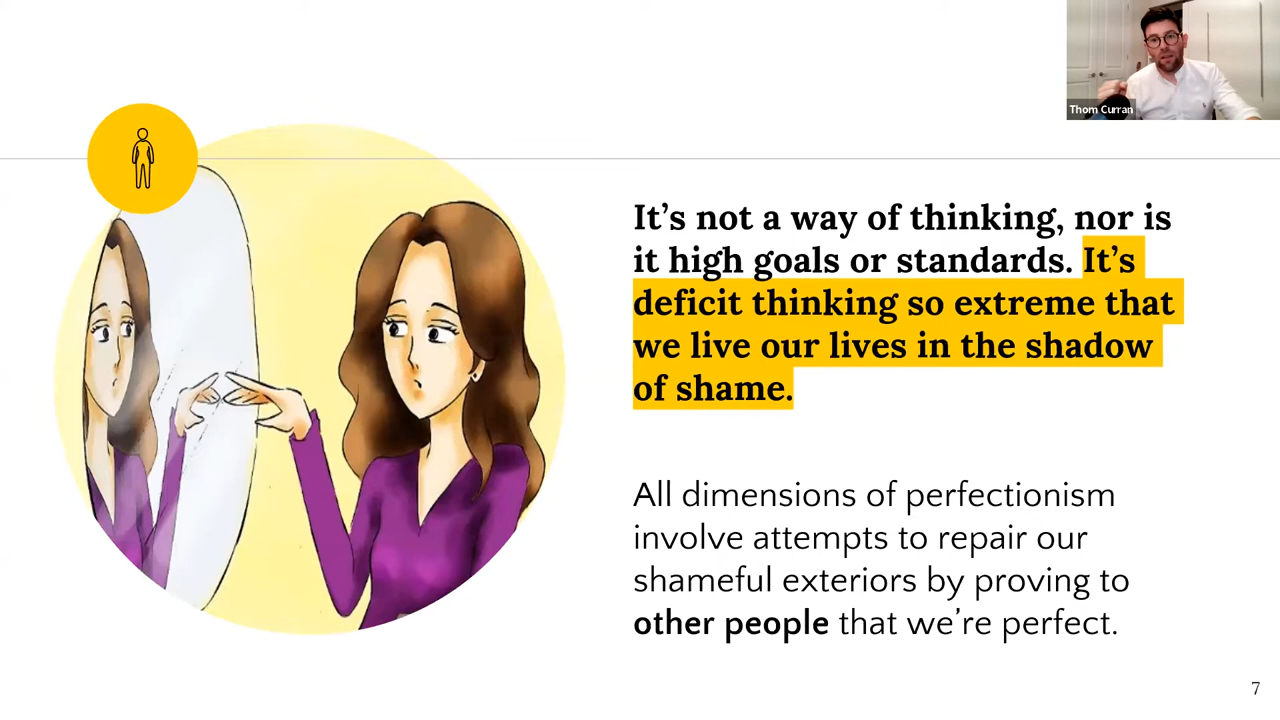 Thom Curran
It’s not a way of thinking, nor is
it high goals or standards. It’s
deficit thinking so extreme that
we live our lives in the shadow
of shame.
All dimensions of perfectionism
involve attempts to repair our
shameful exteriors by proving to
other people that we’re perfect.
7